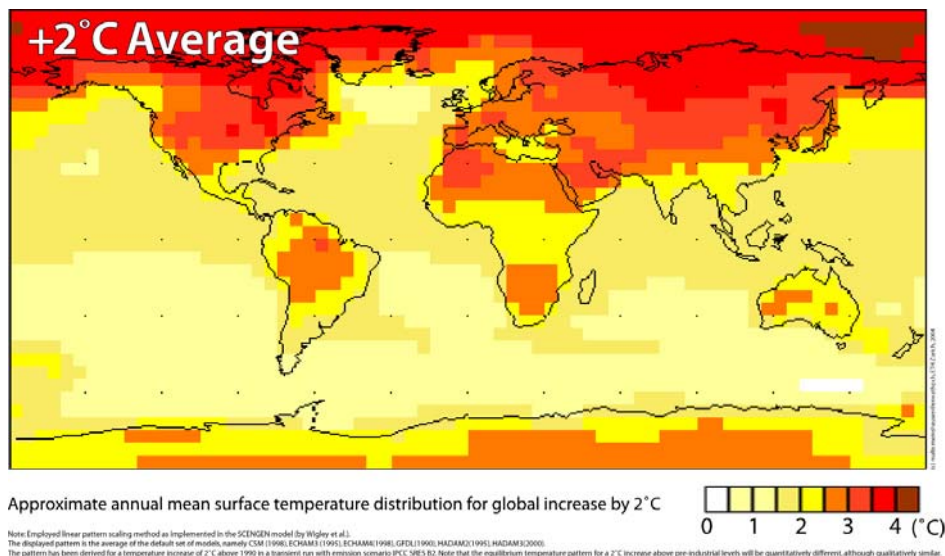 +2°C Average
Approximate annual mean surface temperature distribution for global increase by 2°C
0 1 2 3 4 (°C)
Note: Employed linear pattern scaling method as implemented in the SCENGEN model (by Wigley et al.).
The displayed pattern is the average of the default set of models, namely CSM (1998), ECHAM3 (1995), ECHAM4(1998), GFDL(1990), HADAM2(1995), HADAM3(2000).
The pattern has been derived for a temperature increase of 2°C above 1990 in a transient run with emission scenario IPCC SRES B2. Note that the equilibrium temperature pattern for a 2°C increase above pre-industrial levels will be quantitatively different, although qualitatively similar